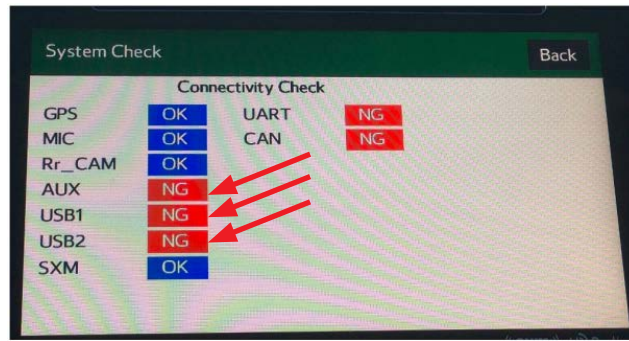 System Check Back
Connectivity Check
GPS OK UART NG
MIC OK CAN NG
Rr_CAM OK
AUX NG
USB1 NG
USB2 NG
SXM OK